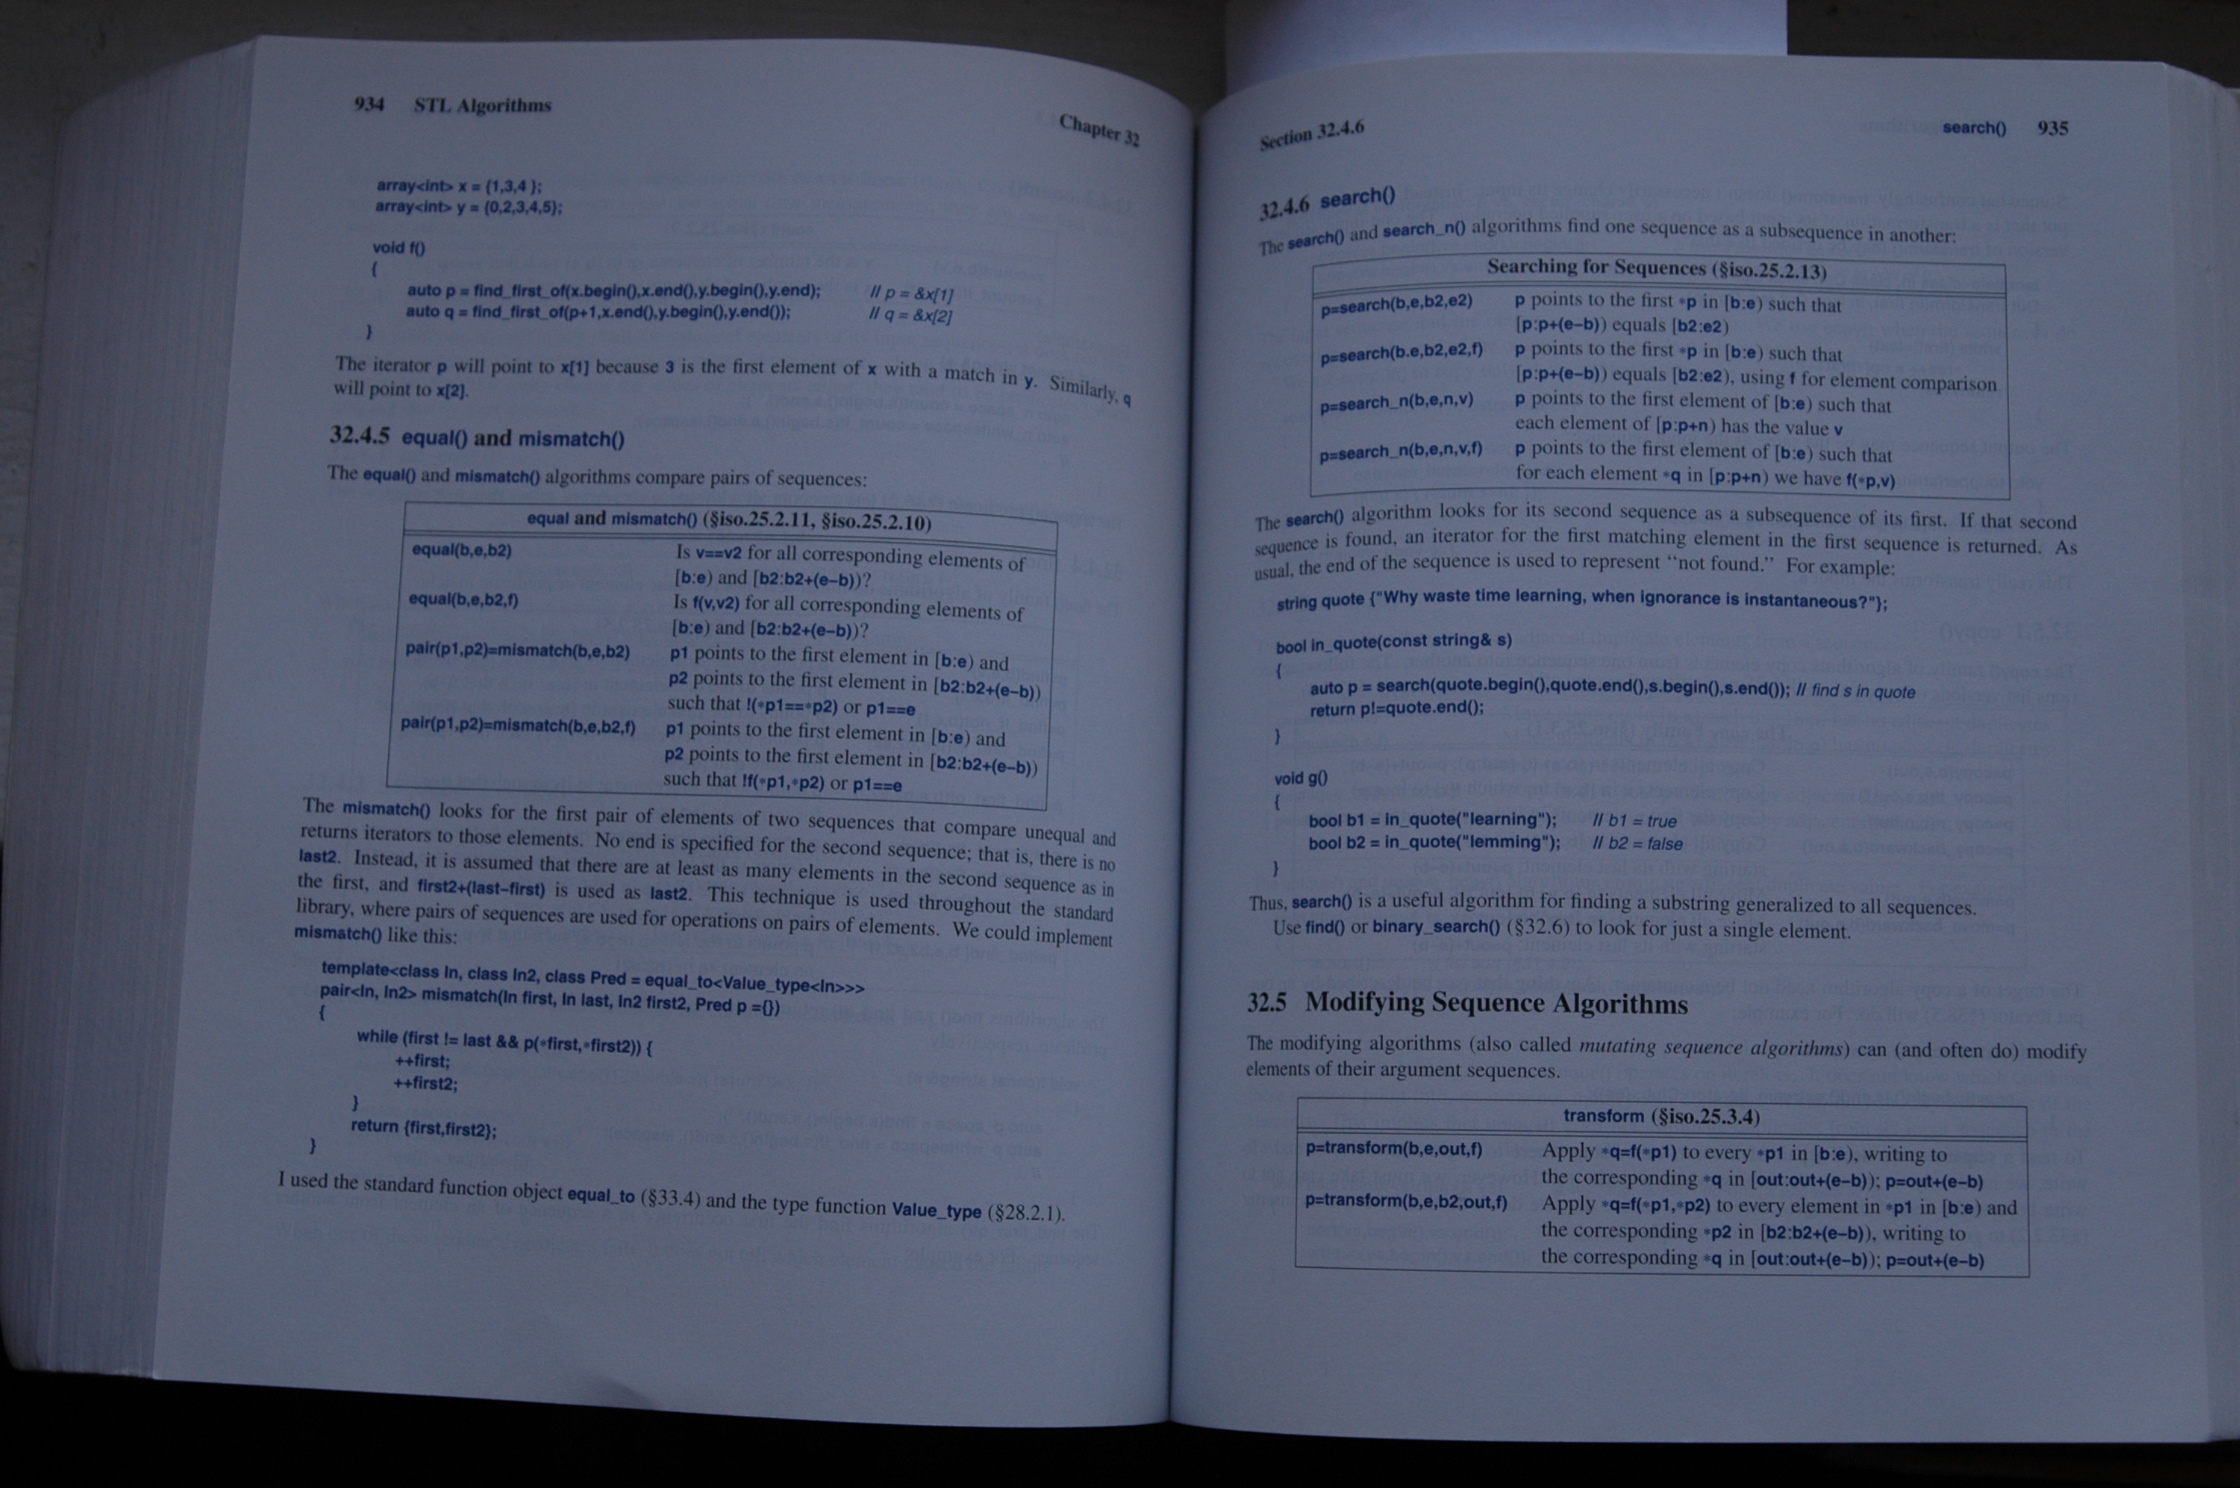 934 STL Algorithms Chapter 32
array<int> x = {1,3,4 };
array<int> y = {0,2,3,4,5};
void f()
{
auto p = find_first_of(x.begin(),x.end(),y.begin(),y.end); // p = &x[1]
auto q = find_first_of(p+1,x.end(),y.begin(),y.end()); // q = &x[2]
}
The iterator p will point to x[1] because 3 is the first element of x with a match in y. Similarly, q
will point to x[2].
32.4.5 equal() and mismatch()
The equal() and mismatch() algorithms compare pairs of sequences:
equal and mismatch() (§iso.25.2.11, §iso.25.2.10)
equal(b,e,b2) Is v==v2 for all corresponding elements of
[b:e) and [b2:b2+(e−b))?
equal(b,e,b2,f) Is f(v,v2) for all corresponding elements of
[b:e) and [b2:b2+(e−b))?
pair(p1,p2)=mismatch(b,e,b2) p1 points to the first element in [b:e) and
p2 points to the first element in [b2:b2+(e−b))
such that !(*p1==*p2) or p1==e
pair(p1,p2)=mismatch(b,e,b2,f) p1 points to the first element in [b:e) and
p2 points to the first element in [b2:b2+(e−b))
such that !f(*p1,*p2) or p1==e
The mismatch() looks for the first pair of elements of two sequences that compare unequal and
returns iterators to those elements. No end is specified for the second sequence; that is, there is no
last2. Instead, it is assumed that there are at least as many elements in the second sequence as in
the first, and first2+(last−first) is used as last2. This technique is used throughout the standard
library, where pairs of sequences are used for operations on pairs of elements. We could implement
mismatch() like this:
template<class In, class In2, class Pred = equal_to<Value_type<In>>>
pair<In, In2> mismatch(In first, In last, In2 first2, Pred p ={})
{
while (first != last && p(*first,*first2)) {
++first;
++first2;
}
return {first,first2};
}
I used the standard function object equal_to (§33.4) and the type function Value_type (§28.2.1).
Section 32.4.6 search() 935
32.4.6 search()
The search() and search_n() algorithms find one sequence as a subsequence in another:
Searching for Sequences (§iso.25.2.13)
p=search(b,e,b2,e2) p points to the first *p in [b:e) such that
[p:p+(e−b)) equals [b2:e2)
p=search(b.e,b2,e2,f) p points to the first *p in [b:e) such that
[p:p+(e−b)) equals [b2:e2), using f for element comparison
p=search_n(b,e,n,v) p points to the first element of [b:e) such that
each element of [p:p+n) has the value v
p=search_n(b,e,n,v,f) p points to the first element of [b:e) such that
for each element *q in [p:p+n) we have f(*p,v)
The search() algorithm looks for its second sequence as a subsequence of its first. If that second
sequence is found, an iterator for the first matching element in the first sequence is returned. As
usual, the end of the sequence is used to represent “not found.” For example:
string quote {"Why waste time learning, when ignorance is instantaneous?"};
bool in_quote(const string& s)
{
auto p = search(quote.begin(),quote.end(),s.begin(),s.end()); // find s in quote
return p!=quote.end();
}
void g()
{
bool b1 = in_quote("learning"); // b1 = true
bool b2 = in_quote("lemming"); // b2 = false
}
Thus, search() is a useful algorithm for finding a substring generalized to all sequences.
Use find() or binary_search() (§32.6) to look for just a single element.
32.5 Modifying Sequence Algorithms
The modifying algorithms (also called mutating sequence algorithms) can (and often do) modify
elements of their argument sequences.
transform (§iso.25.3.4)
p=transform(b,e,out,f) Apply *q=f(*p1) to every *p1 in [b:e), writing to
the corresponding *q in [out:out+(e−b)); p=out+(e−b)
p=transform(b,e,b2,out,f) Apply *q=f(*p1,*p2) to every element in *p1 in [b:e) and
the corresponding *p2 in [b2:b2+(e−b)), writing to
the corresponding *q in [out:out+(e−b)); p=out+(e−b)